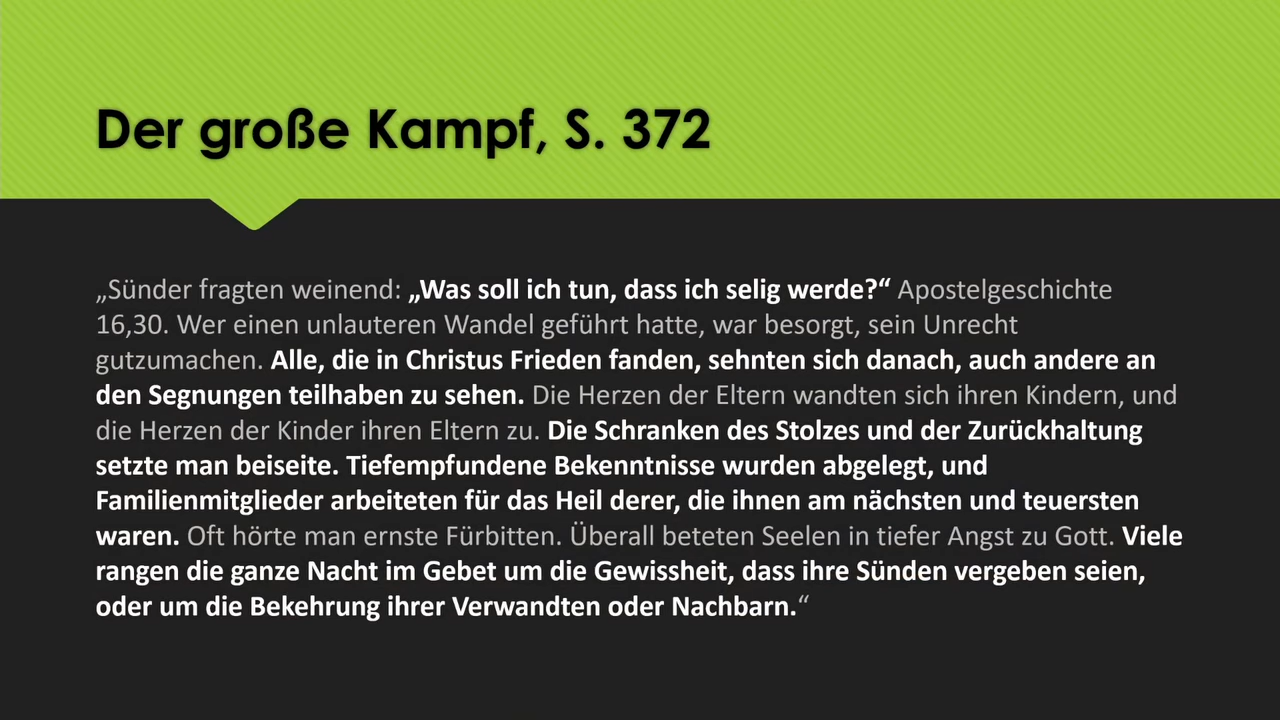 Der große Kampf, S. 372
„Sünder fragten weinend: „Was soll ich tun, dass ich selig werde?“ Apostelgeschichte
16,30. Wer einen unlauteren Wandel geführt hatte, war besorgt, sein Unrecht
gutzumachen. Alle, die in Christus Frieden fanden, sehnten sich danach, auch andere an
den Segnungen teilhaben zu sehen. Die Herzen der Eltern wandten sich ihren Kindern, und
die Herzen der Kinder ihren Eltern zu. Die Schranken des Stolzes und der Zurückhaltung
setzte man beiseite. Tiefempfundene Bekenntnisse wurden abgelegt, und
Familienmitglieder arbeiteten für das Heil derer, die ihnen am nächsten und teuersten
waren. Oft hörte man ernste Fürbitten. Überall beteten Seelen in tiefer Angst zu Gott. Viele
rangen die ganze Nacht im Gebet um die Gewissheit, dass ihre Sünden vergeben seien,
oder um die Bekehrung ihrer Verwandten oder Nachbarn.“